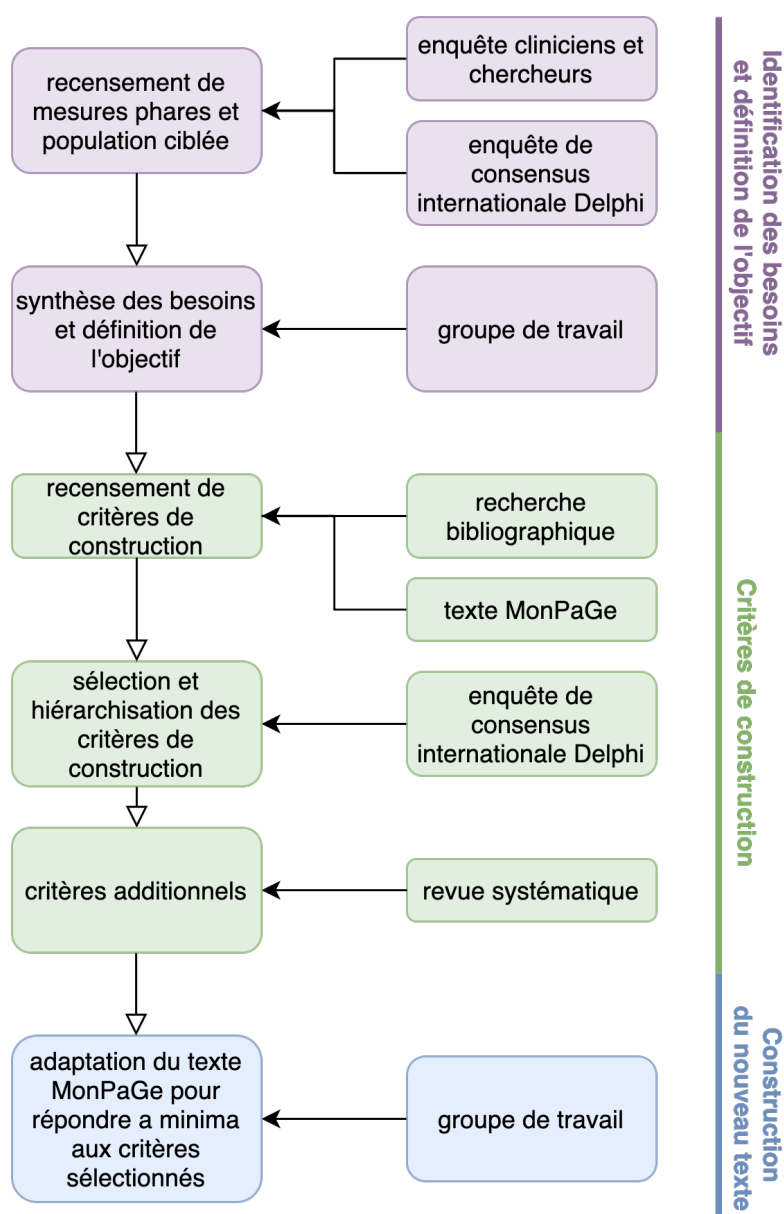 enquête cliniciens et
chercheurs
recensement de
mesures phares et
population ciblée
enquête de
consensus
internationale Delphi
synthèse des besoins
et définition de
l'objectif
groupe de travail
Identification des besoins
et définition de l'objectif
recensement de
critères de
construction
recherche
bibliographique
texte MonPaGe
sélection et
hiérarchisation des
critères de
construction
enquête de
consensus
internationale Delphi
critères additionnels
revue systématique
Critères de construction
adaptation du texte
MonPaGe pour
répondre a minima
aux critères
sélectionnés
groupe de travail
Construction
du nouveau texte